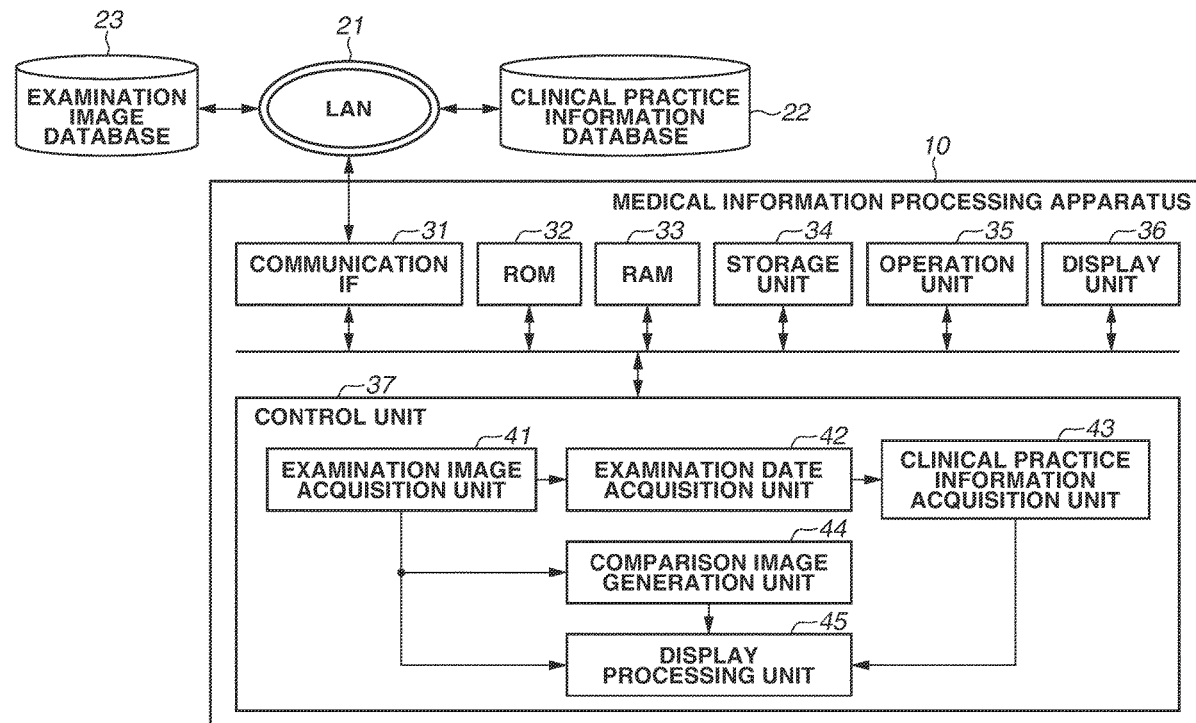 23
21
EXAMINATION
IMAGE
DATABASE
LAN
CLINICAL PRACTICE
INFORMATION
DATABASE
22
10
MEDICAL INFORMATION PROCESSING APPARATUS
31
32
33
34
35
36
COMMUNICATION
IF
ROM
RAM
STORAGE
UNIT
OPERATION
UNIT
DISPLAY
UNIT
37
CONTROL UNIT
41
42
43
EXAMINATION IMAGE
ACQUISITION UNIT
EXAMINATION DATE
ACQUISITION UNIT
CLINICAL PRACTICE
INFORMATION
ACQUISITION UNIT
44
COMPARISON IMAGE
GENERATION UNIT
45
DISPLAY
PROCESSING UNIT